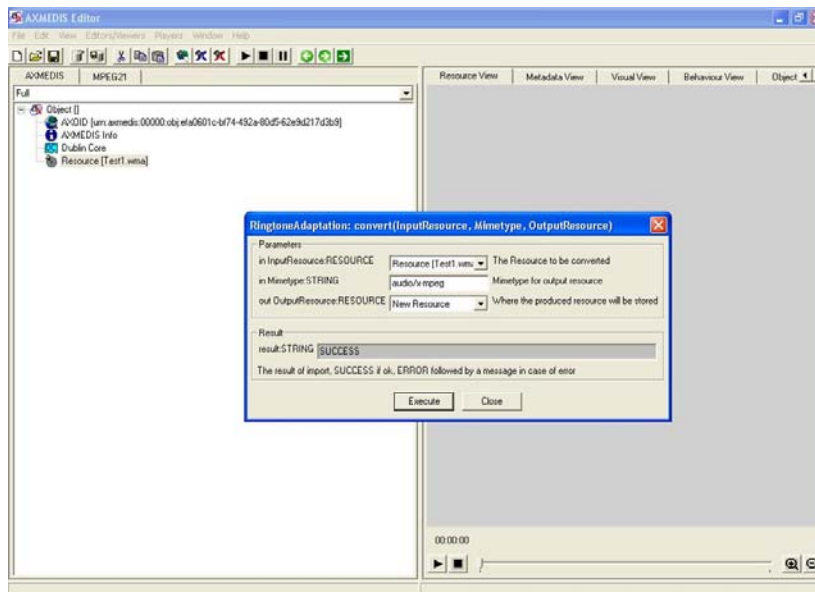 AXMEDIS Editor
File Edit View Editors/Viewers Players Window Help
AXMEDIS MPEG21
Resource View Metadata View Visual View Behaviour View Object
Full
Object []
AXOID [urn:axmedis:00000:obj:efa0601c-bf74-492a-80d5-62e9d217d3b9]
AXMEDIS Info
Dublin Core
Resource [Test1.wma]
RingtoneAdaptation: convert(InputResource, Mimetype, OutputResource)
Parameters
in InputResource:RESOURCE Resource [Test1.wma The Resource to be converted
in Mimetype:STRING audio/x-mpeg Mimetype for output resource
out OutputResource:RESOURCE New Resource Where the produced resource will be stored
Result
result:STRING SUCCESS
The result of import, SUCCESS if ok, ERROR followed by a message in case of error
Execute Close
00:00:00